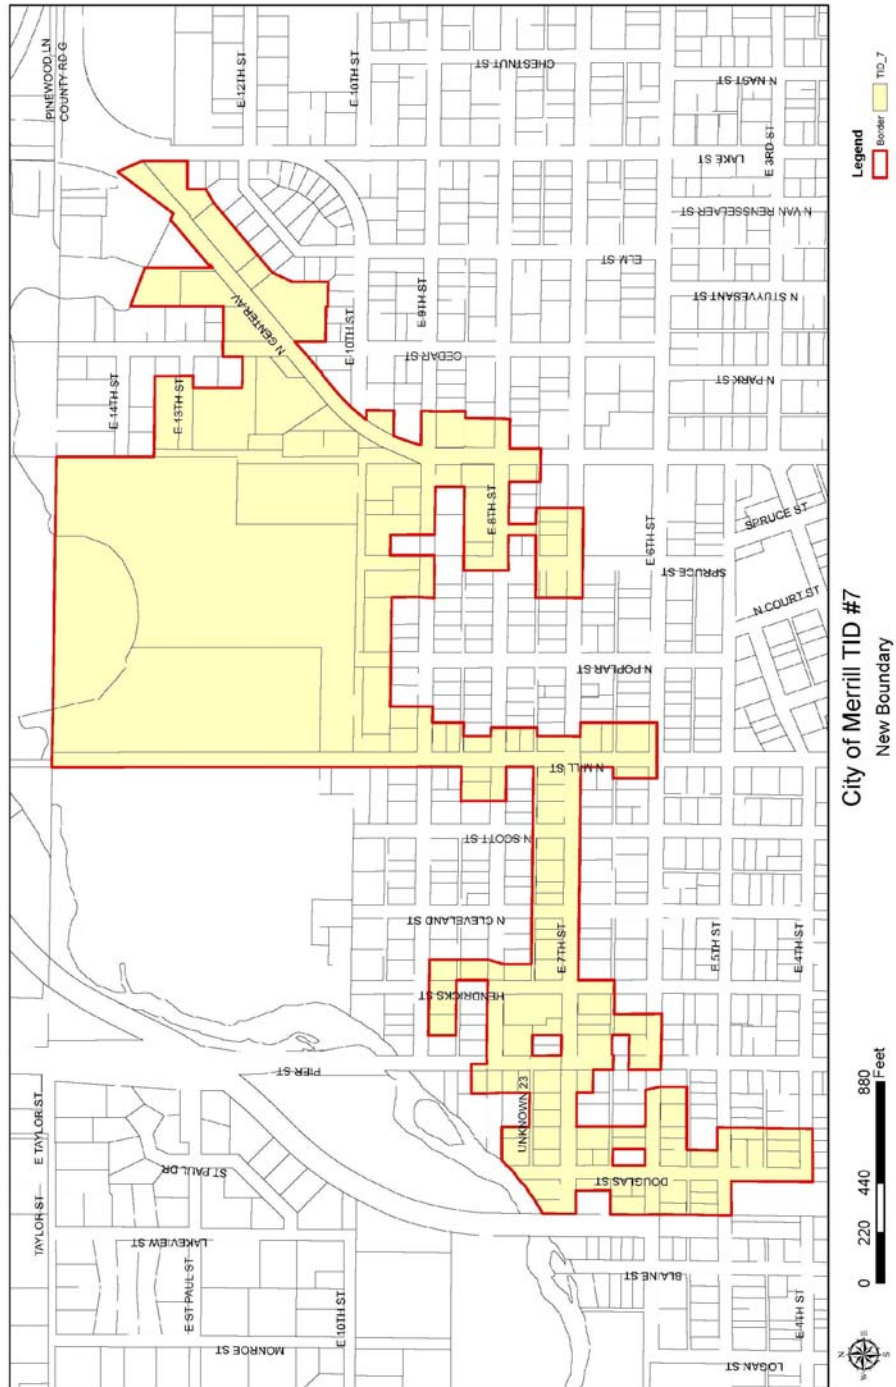 PINEWOOD LN
COUNTY RD G
E 12TH ST
E 10TH ST
CHESTNUT ST
N NAST ST
LAKE ST
E 3RD ST
N VAN RENSSELAER ST
ELM ST
N STUYVESANT ST
N CENTER AV
E 10TH ST
E 9TH ST
CEDAR ST
N PARK ST
E 14TH ST
E 13TH ST
E 8TH ST
E 6TH ST
SPRUCE ST
SPRUCE ST
N COURT ST
N POPLAR ST
N MILL ST
N SCOTT ST
N CLEVELAND ST
E 7TH ST
E 5TH ST
E 4TH ST
HENDRICKS ST
PIER ST
UNKNOWN 23
E TAYLOR ST
TAYLOR ST
ST PAUL DR
DOUGLAS ST
LAKEVIEW ST
E ST PAUL ST
BLAINE ST
MONROE ST
E 10TH ST
E 4TH ST
LOGAN ST
City of Merrill TID #7
New Boundary
Legend
Border
TID_7
0 220 440 880
Feet
N
W E
S